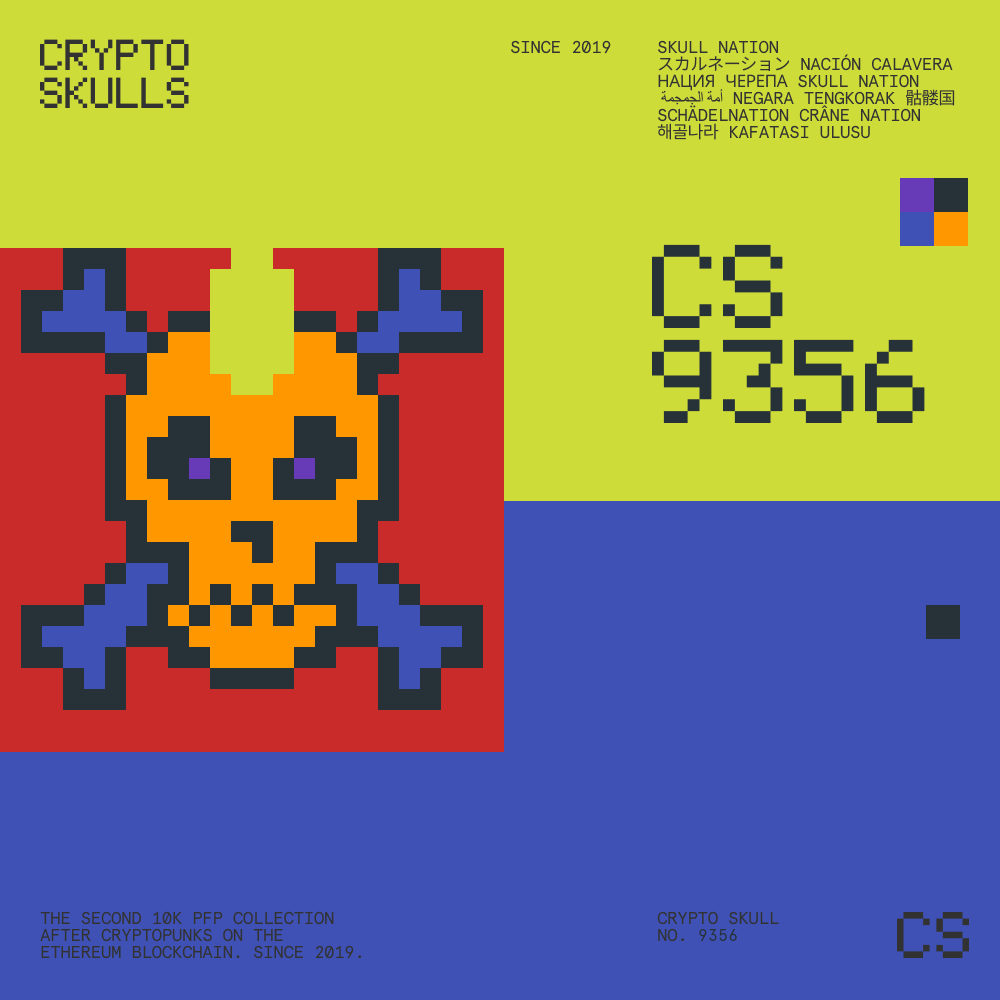 CRYPTO
SKULLS
SINCE 2019
SKULL NATION
スカルネーション NACIÓN CALAVERA
НАЦИЯ ЧЕРЕПА SKULL NATION
أمة الجمجمة NEGARA TENGKORAK 骷髅国
SCHÄDELNATION CRÂNE NATION
해골나라 KAFATASI ULUSU
CS
9356
THE SECOND 10K PFP COLLECTION
AFTER CRYPTOPUNKS ON THE
ETHEREUM BLOCKCHAIN. SINCE 2019.
CRYPTO SKULL
NO. 9356
CS